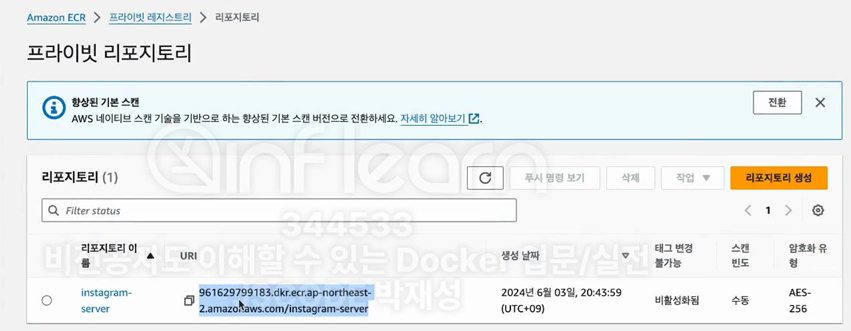 Amazon ECR > 프라이빗 레지스트리 > 리포지토리
프라이빗 리포지토리
향상된 기본 스캔
AWS 네이티브 스캔 기술을 기반으로 하는 향상된 기본 스캔 버전으로 전환하세요. 자세히 알아보기
전환
리포지토리 (1)
푸시 명령 보기
삭제
작업
리포지토리 생성
Filter status
1
inflearn
344533
비전공자도 이해할 수 있는 Docker 입문/실전
박재성
리포지토리 이름
URI
생성 날짜
태그 변경 불가능
스캔 빈도
암호화 유형
instagram-
server
961629799183.dkr.ecr.ap-northeast-
2.amazonaws.com/instagram-server
2024년 6월 03일, 20:43:59
(UTC+09)
비활성화됨
수동
AES-
256